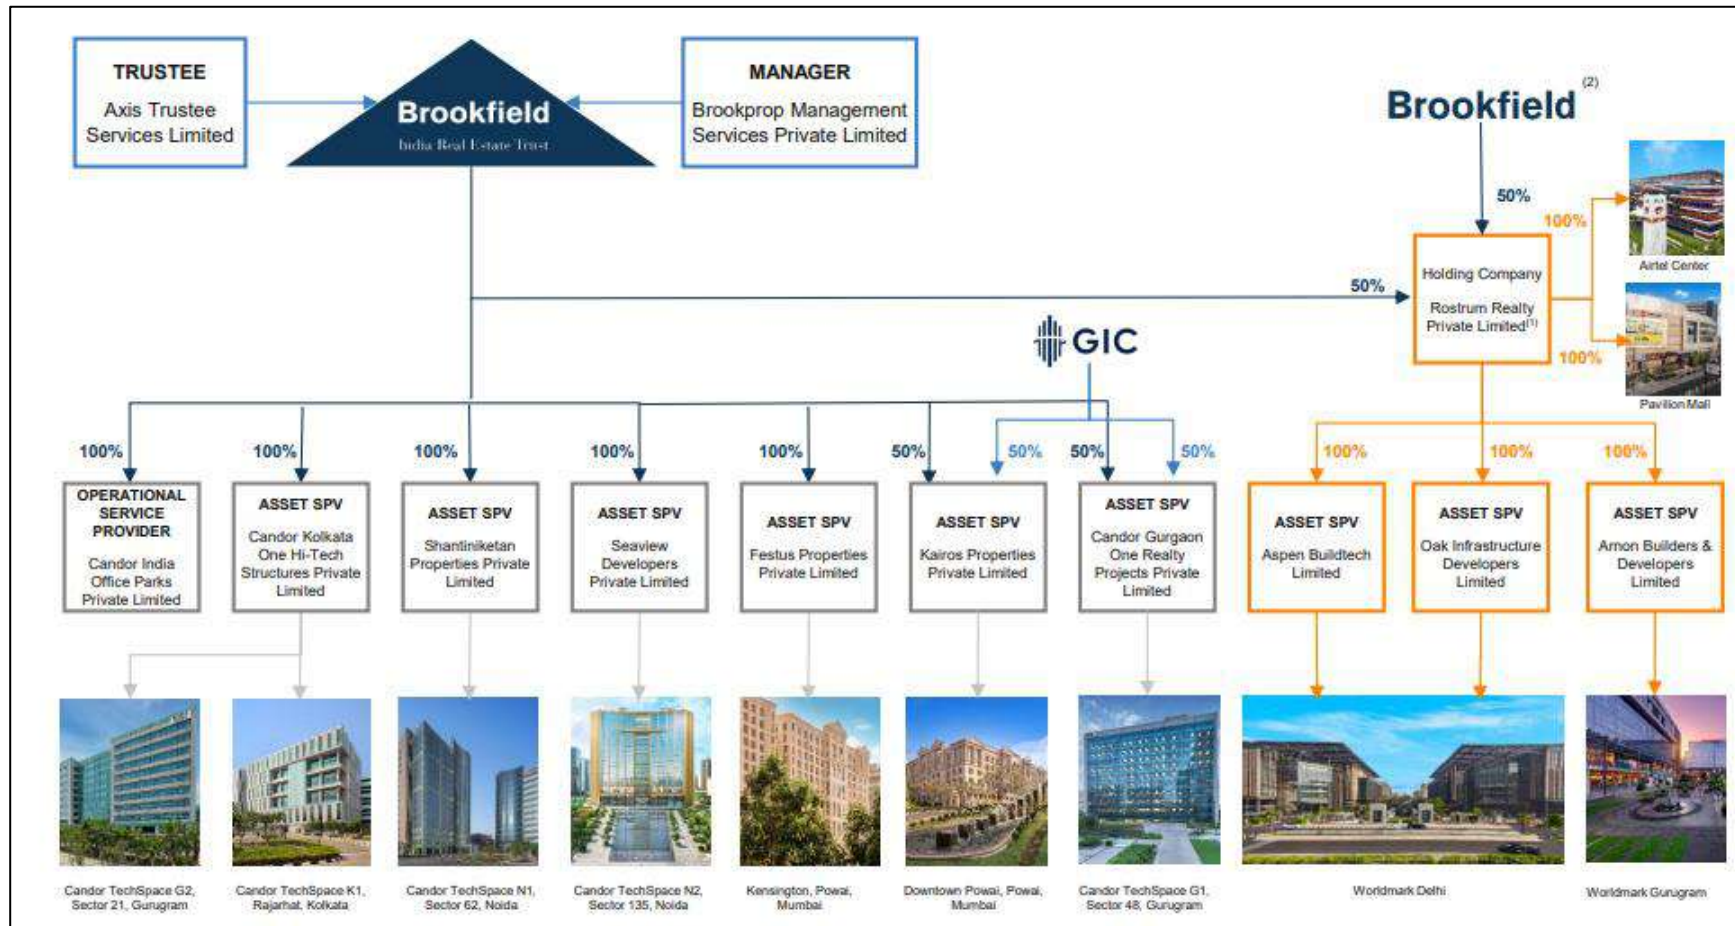 TRUSTEE
Axis Trustee
Services Limited
Brookfield
India Real Estate Trust
MANAGER
Brookprop Management
Services Private Limited
Brookfield (2)
50%
100%
Airtel Center
Holding Company
Rostrum Realty
Private Limited(1)
50%
100%
Pavilion Mall
GIC
100%
100%
100%
100%
100%
50%
50%
50%
50%
100%
100%
100%
OPERATIONAL
SERVICE
PROVIDER
Candor India
Office Parks
Private Limited
ASSET SPV
Candor Kolkata
One Hi-Tech
Structures Private
Limited
ASSET SPV
Shantiniketan
Properties Private
Limited
ASSET SPV
Seaview
Developers
Private Limited
ASSET SPV
Festus Properties
Private Limited
ASSET SPV
Kairos Properties
Private Limited
ASSET SPV
Candor Gurgaon
One Realty
Projects Private
Limited
ASSET SPV
Aspen Buildtech
Limited
ASSET SPV
Oak Infrastructure
Developers
Limited
ASSET SPV
Arnon Builders &
Developers
Limited
Candor TechSpace G2,
Sector 21, Gurugram
Candor TechSpace K1,
Rajarhat, Kolkata
Candor TechSpace N1,
Sector 62, Noida
Candor TechSpace N2,
Sector 135, Noida
Kensington, Powai,
Mumbai
Downtown Powai, Powai,
Mumbai
Candor TechSpace G1,
Sector 48, Gurugram
Worldmark Delhi
Worldmark Gurugram